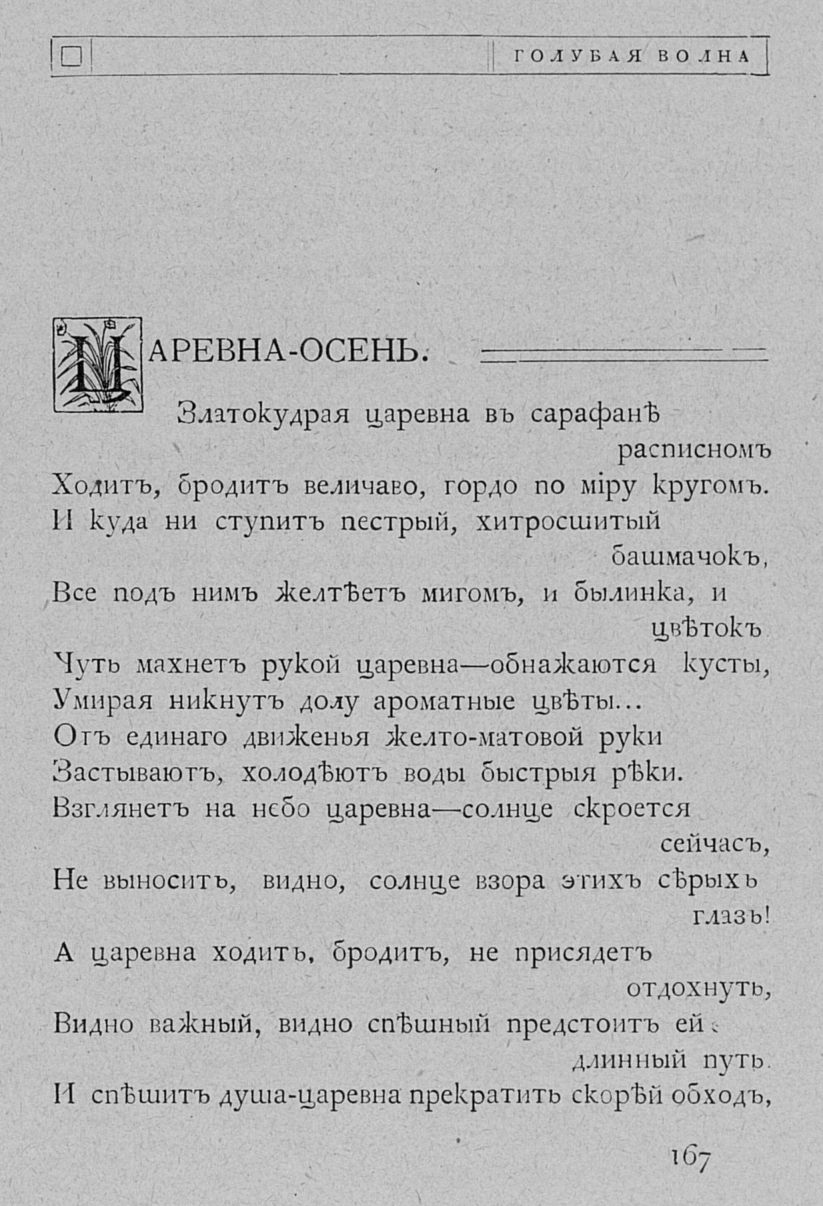 ГОЛУБАЯ ВОЛНА
ЦАРЕВНА-ОСЕНЬ.
Златокудрая царевна въ сарафанѣ
расписномъ
Ходитъ, бродитъ величаво, гордо по міру кругомъ.
И куда ни ступитъ пестрый, хитросшитый
башмачокъ,
Все подъ нимъ желтѣетъ мигомъ, и былинка, и
цвѣтокъ
Чуть махнетъ рукой царевна—обнажаются кусты,
Умирая никнутъ долу ароматные цвѣты...
Отъ единаго движенья желто-матовой руки
Застываютъ, холодѣютъ воды быстрыя рѣки.
Взглянетъ на небо царевна—солнце скроется
сейчасъ,
Не выноситъ, видно, солнце взора этихъ сѣрыхъ
глазъ!
А царевна ходитъ, бродитъ, не присядетъ
отдохнуть,
Видно важный, видно спѣшный предстоитъ ей
длинный путь.
И спѣшитъ душа-царевна прекратить скорѣй обходъ,
167